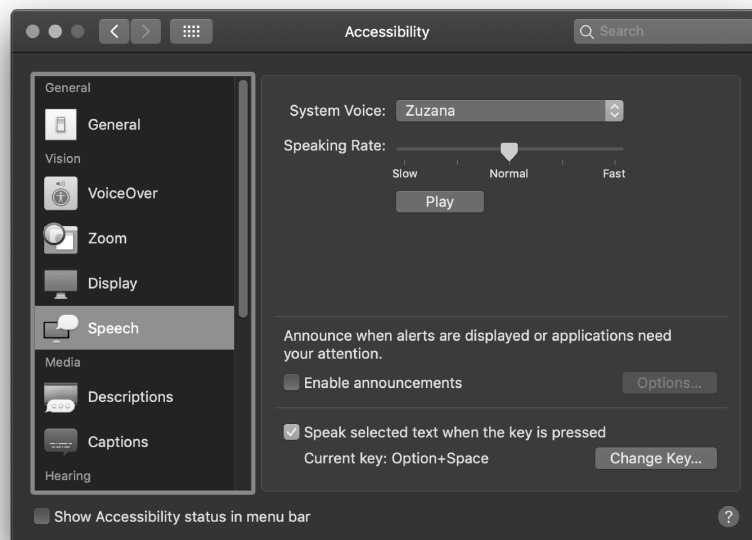 Accessibility
Search
General
General
Vision
VoiceOver
Zoom
Display
Speech
Media
Descriptions
Captions
Hearing
System Voice: Zuzana
Speaking Rate:
Slow Normal Fast
Play
Announce when alerts are displayed or applications need
your attention.
Enable announcements Options...
Speak selected text when the key is pressed
Current key: Option+Space Change Key...
Show Accessibility status in menu bar ?